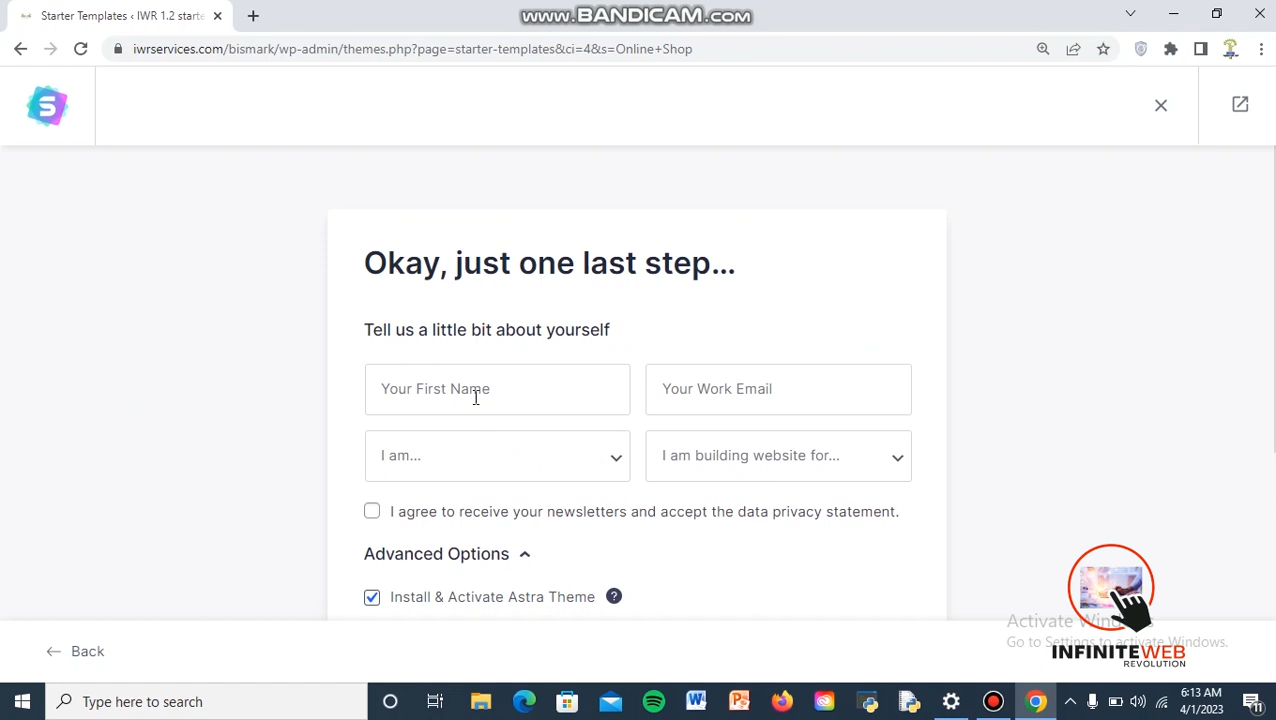 Starter Templates ‹ IWR 1.2 starte
www.BANDICAM.com
iwrservices.com/bismark/wp-admin/themes.php?page=starter-templates&ci=4&s=Online+Shop
Okay, just one last step...
Tell us a little bit about yourself
Your First Name
Your Work Email
I am...
I am building website for...
I agree to receive your newsletters and accept the data privacy statement.
Advanced Options
Install & Activate Astra Theme ?
Activate Windows
Go to Settings to activate Windows.
INFINITEWEB
REVOLUTION
Back
Type here to search
6:13 AM
4/1/2023